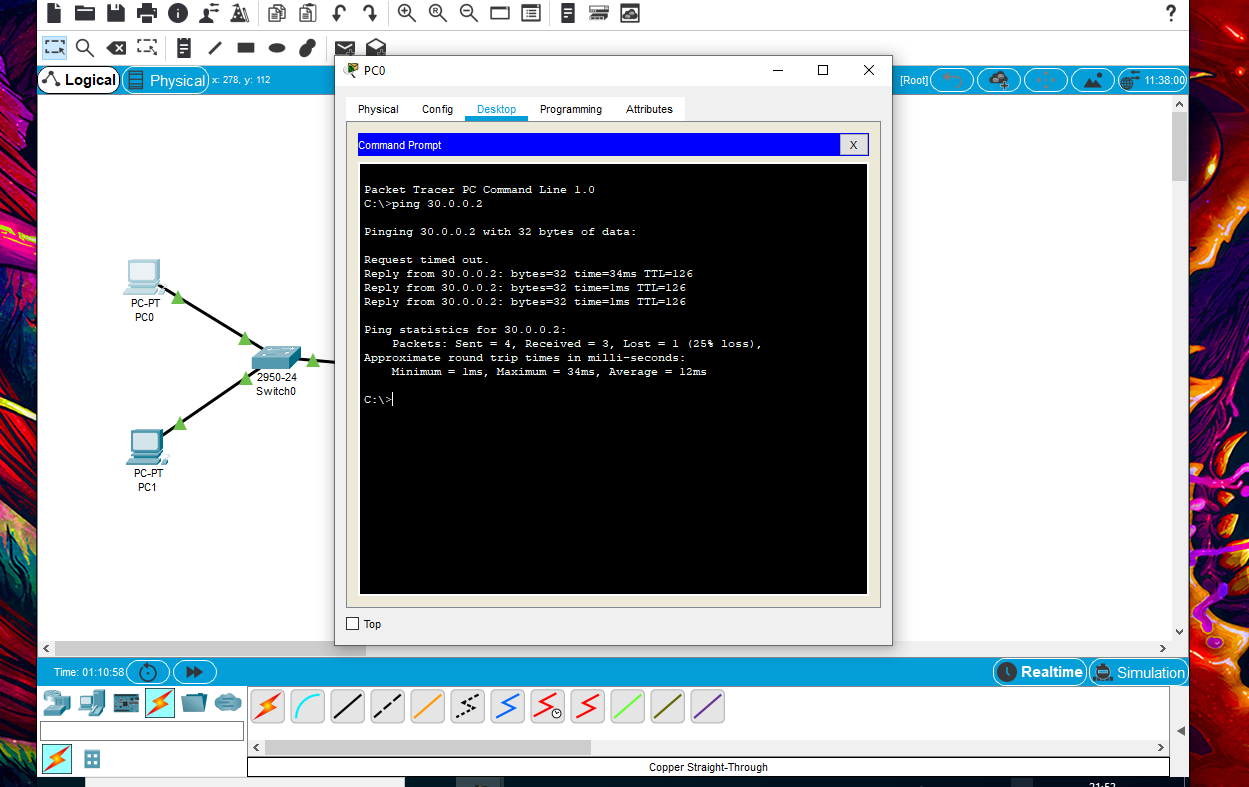 ?
Logical
Physical
x: 278, y: 112
[Root]
11:38:00
PC0
Physical
Config
Desktop
Programming
Attributes
Command Prompt
X
Packet Tracer PC Command Line 1.0
C:\>ping 30.0.0.2
Pinging 30.0.0.2 with 32 bytes of data:
Request timed out.
Reply from 30.0.0.2: bytes=32 time=34ms TTL=126
Reply from 30.0.0.2: bytes=32 time=1ms TTL=126
Reply from 30.0.0.2: bytes=32 time=1ms TTL=126
Ping statistics for 30.0.0.2:
Packets: Sent = 4, Received = 3, Lost = 1 (25% loss),
Approximate round trip times in milli-seconds:
Minimum = 1ms, Maximum = 34ms, Average = 12ms
C:\>
PC-PT
PC0
2950-24
Switch0
PC-PT
PC1
Top
Time: 01:10:58
Realtime
Simulation
Copper Straight-Through